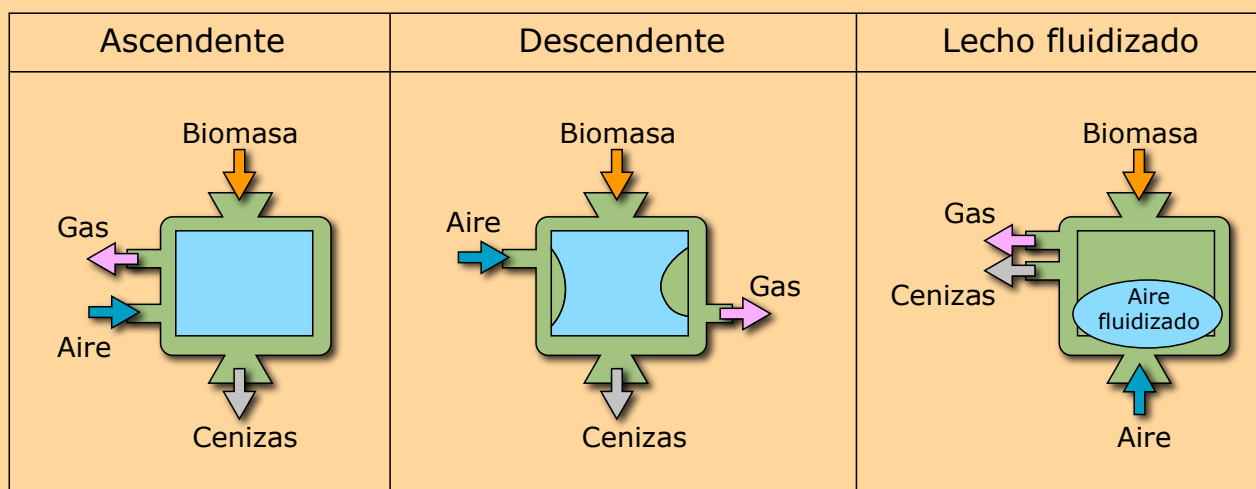 Ascendente
Biomasa
Gas
Aire
Cenizas
Descendente
Biomasa
Aire
Gas
Cenizas
Lecho fluidizado
Biomasa
Gas
Cenizas
Aire
fluidizado
Aire